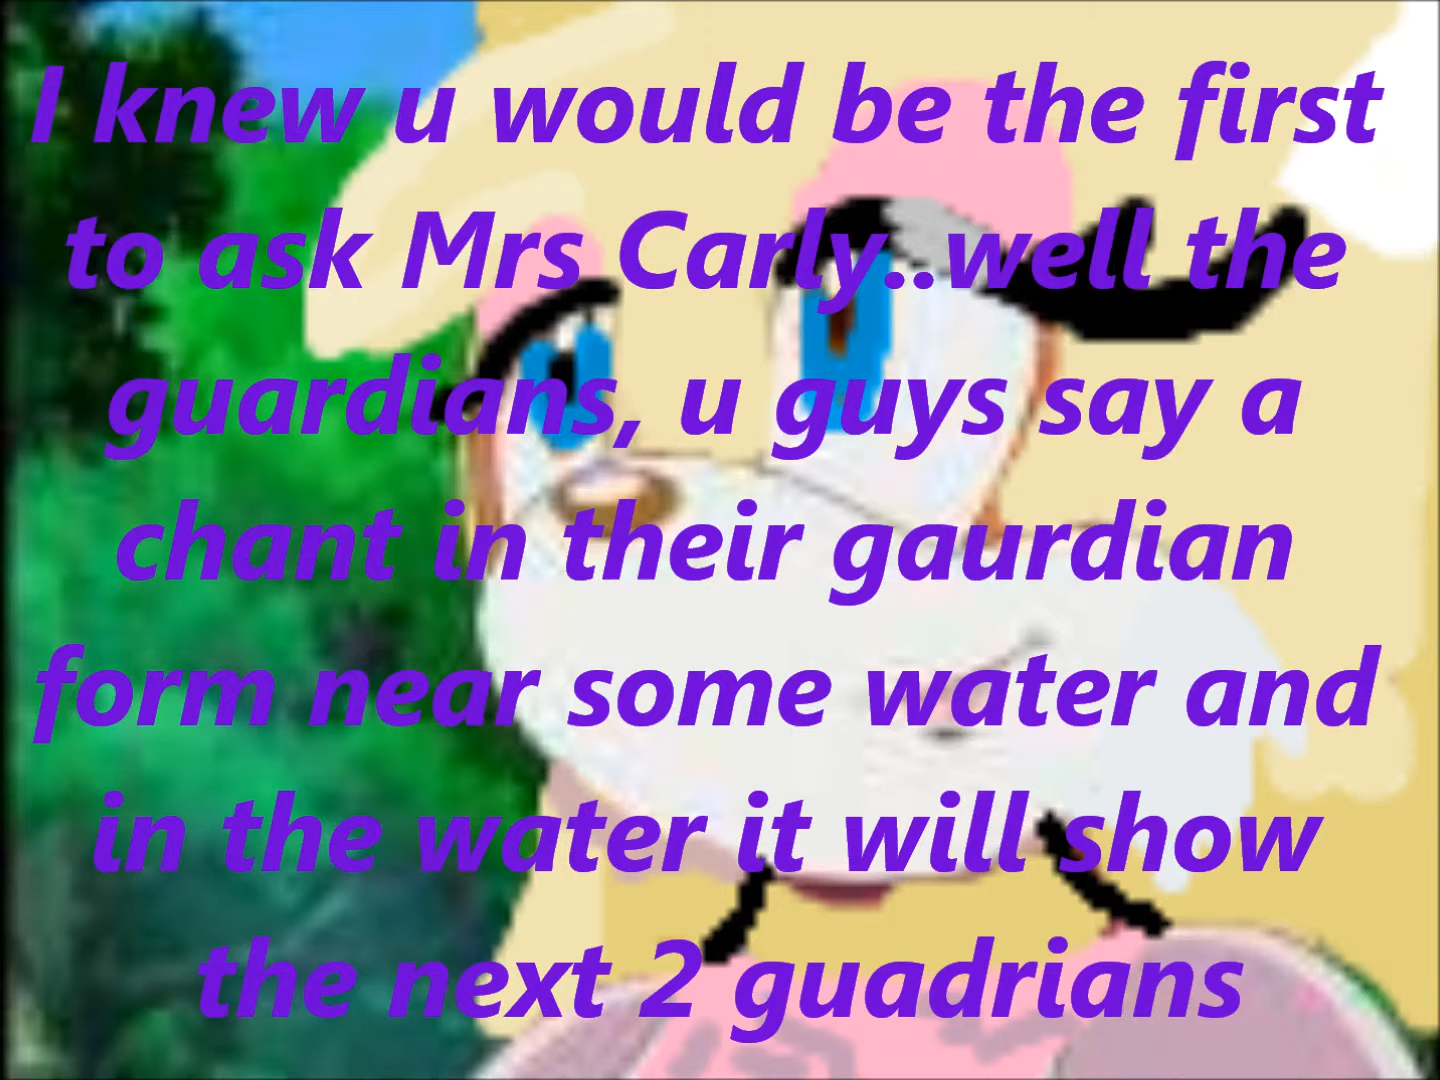 I knew u would be the first
to ask Mrs Carly..well the
guardians, u guys say a
chant in their gaurdian
form near some water and
in the water it will show
the next 2 guadrians